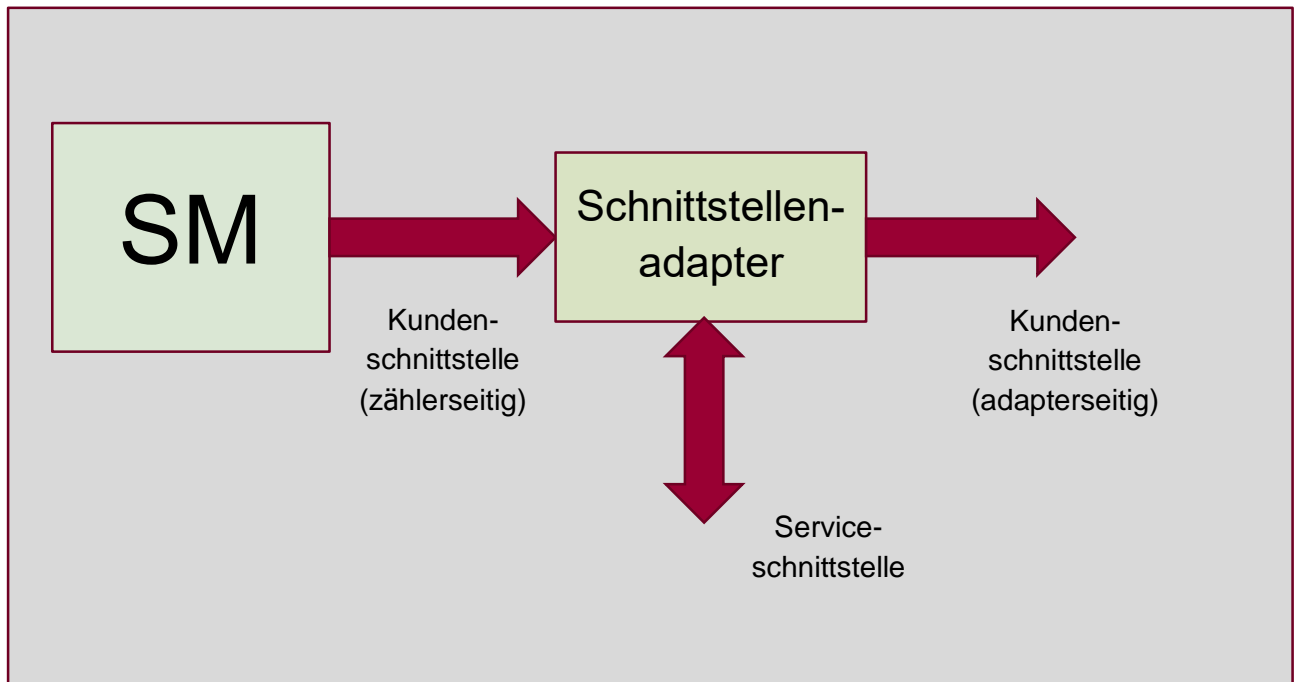 SM
Schnittstellen-
adapter
Kunden-
schnittstelle
(zählerseitig)
Kunden-
schnittstelle
(adapterseitig)
Service-
schnittstelle